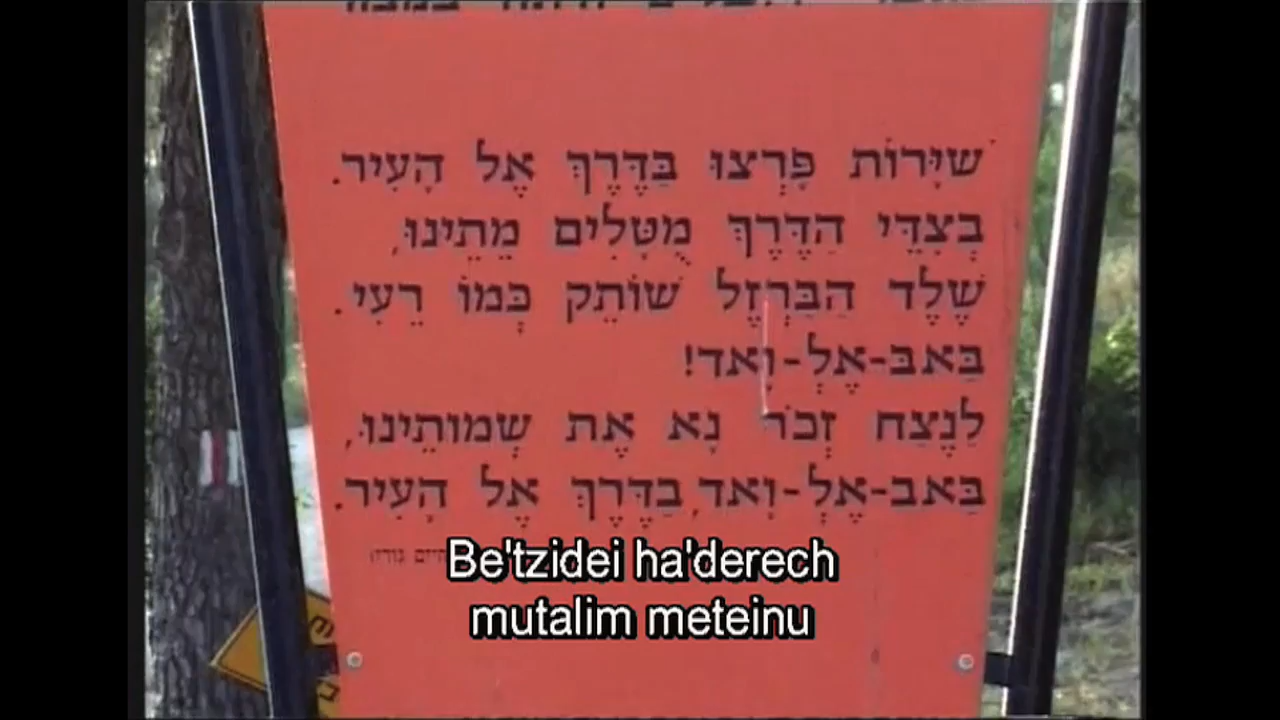 שַׁיָּרוֹת פָּרְצוּ בַּדֶּרֶךְ אֶל הָעִיר.
בְּצִדֵּי הַדֶּרֶךְ מֻטָּלִים מֵתֵינוּ,
שֶׁלֶד הַבַּרְזֶל שׁוֹתֵק כְּמוֹ רֵעִי.
בַּאבּ-אֶלְ-וָאד!
לַנֶצַח זְכֹר נָא אֶת שְׁמוֹתֵינוּ,
בַּאב-אֶלְ-וָאד, בַּדֶּרֶךְ אֶל הָעִיר.
Be'tzidei ha'derech
mutalim meteinu